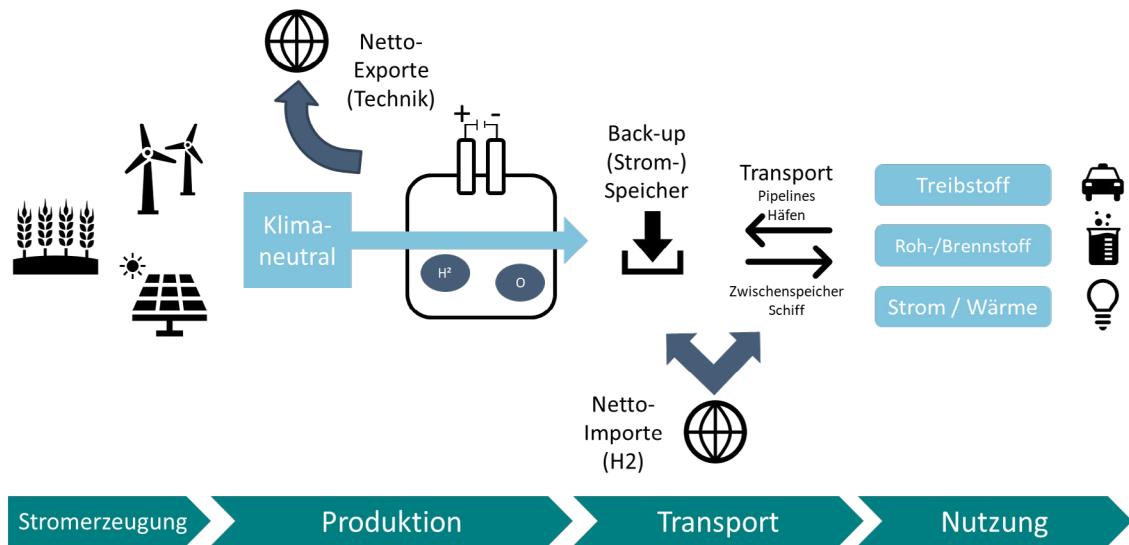 Netto-
Exporte
(Technik)
+ -
Klima-
neutral
H²
O
Back-up
(Strom-)
Speicher
Transport
Pipelines
Häfen
Zwischenspeicher
Schiff
Treibstoff
Roh-/Brennstoff
Strom / Wärme
Netto-
Importe
(H2)
Stromerzeugung
Produktion
Transport
Nutzung